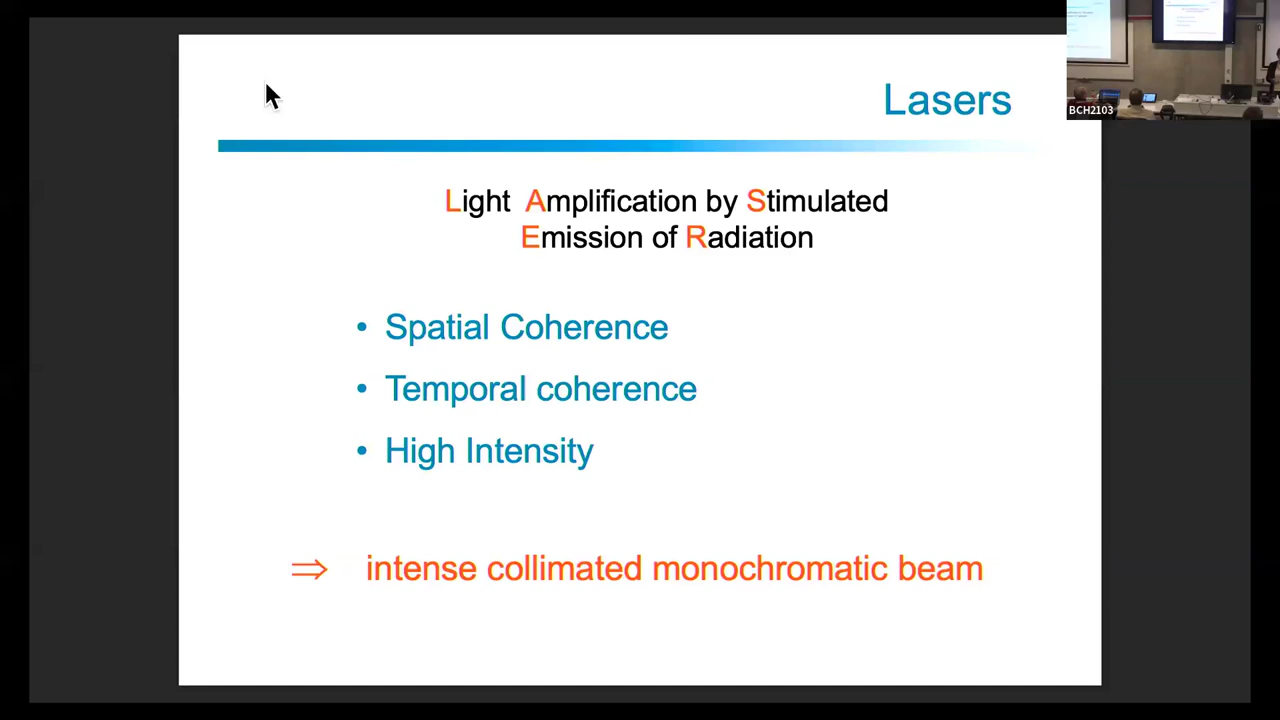 Lasers
BCH2103
Light Amplification by Stimulated
Emission of Radiation
• Spatial Coherence
• Temporal coherence
• High Intensity
⇒ intense collimated monochromatic beam